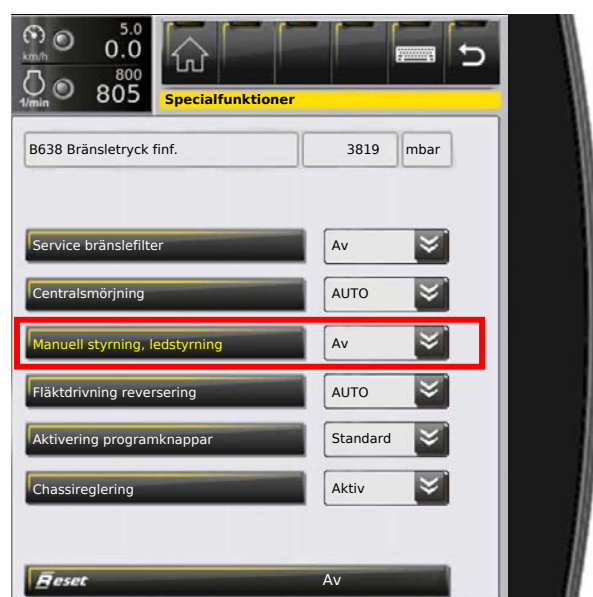 5.0
km/h 0.0
800
1/min 805
Specialfunktioner
B638 Bränsletryck finf. 3819 mbar
Service bränslefilter Av
Centralsmörjning AUTO
Manuell styrning, ledstyrning Av
Fläktdrivning reversering AUTO
Aktivering programknappar Standard
Chassireglering Aktiv
Reset Av